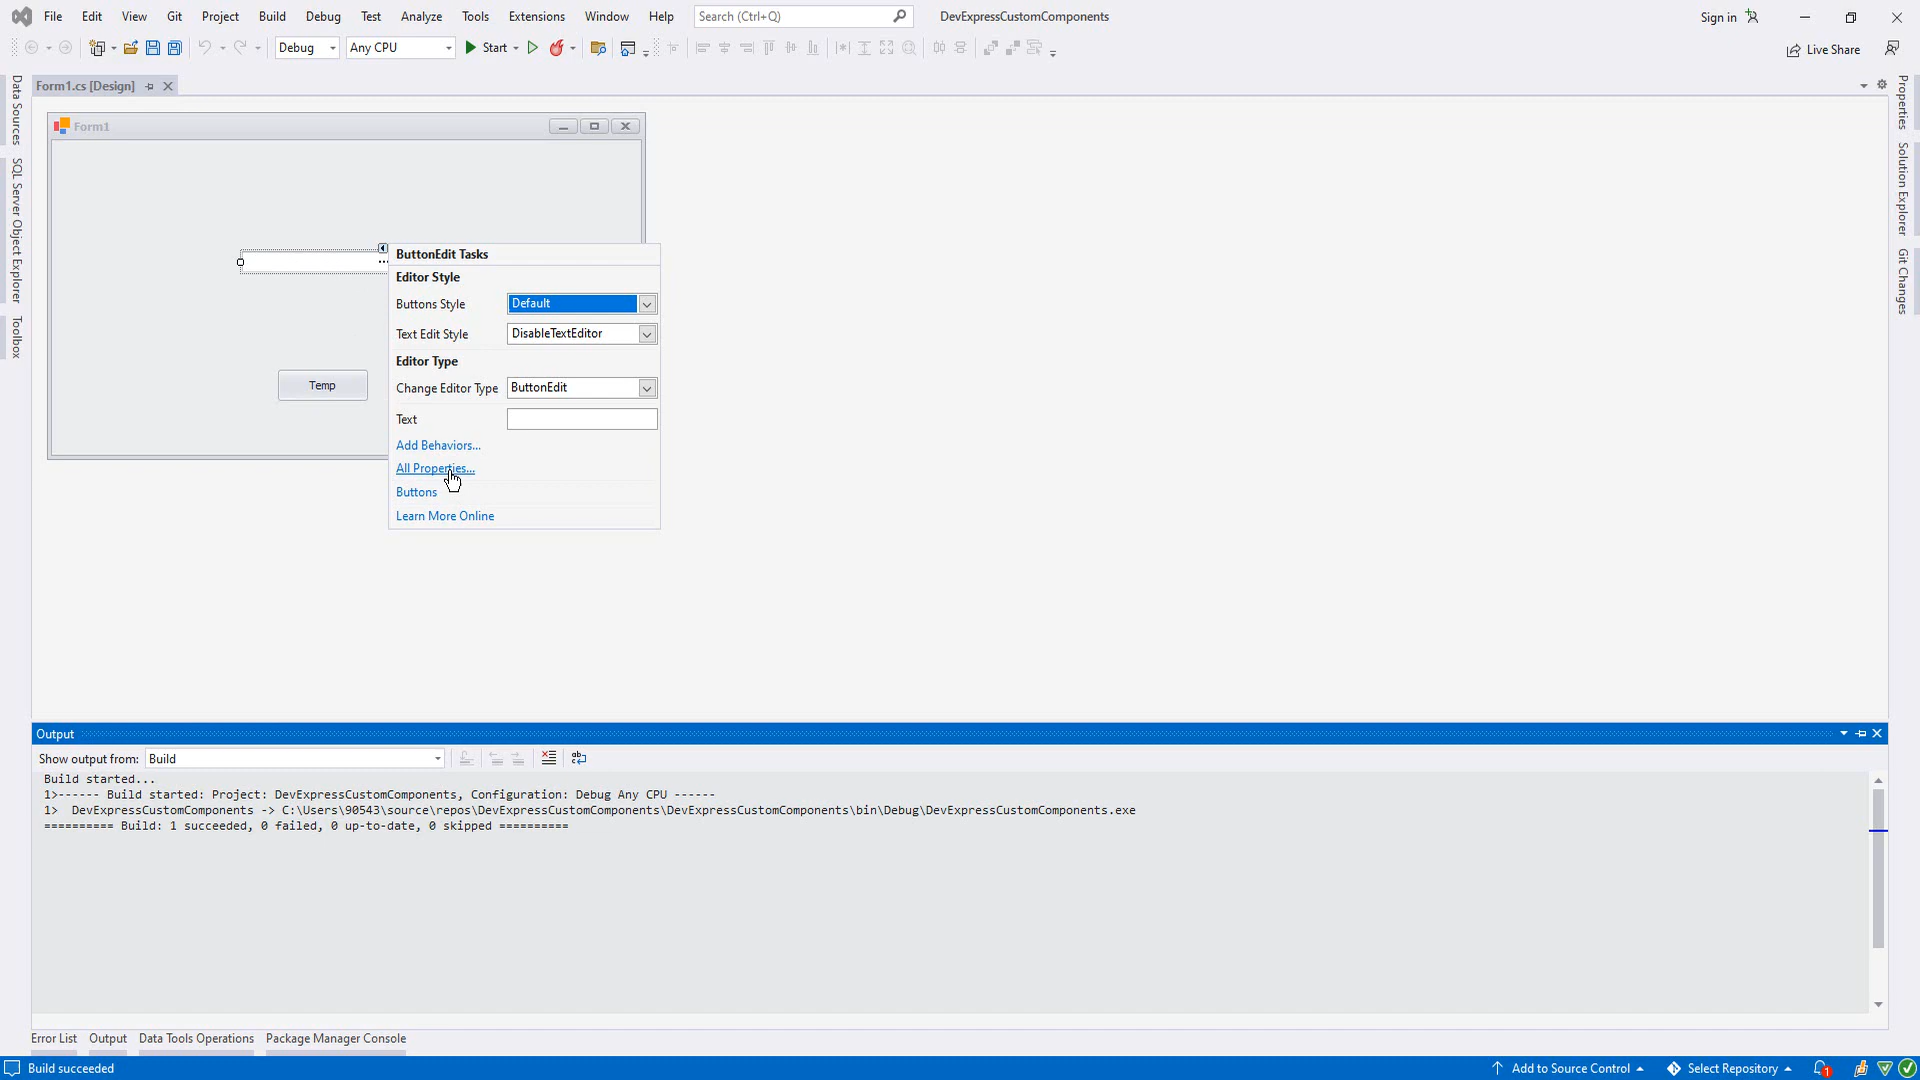 File Edit View Git Project Build Debug Test Analyze Tools Extensions Window Help Search (Ctrl+Q) DevExpressCustomComponents Sign in
Debug Any CPU Start Live Share
Form1.cs [Design]
Data Sources
SQL Server Object Explorer
Toolbox
Properties
Solution Explorer
Git Changes
Form1
ButtonEdit Tasks
Editor Style
Buttons Style Default
Text Edit Style DisableTextEditor
Editor Type
Change Editor Type ButtonEdit
Temp
Text
Add Behaviors...
All Properties...
Buttons
Learn More Online
Output
Show output from: Build
Build started...
1>------ Build started: Project: DevExpressCustomComponents, Configuration: Debug Any CPU ------
1>  DevExpressCustomComponents -> C:\Users\90543\source\repos\DevExpressCustomComponents\DevExpressCustomComponents\bin\Debug\DevExpressCustomComponents.exe
========== Build: 1 succeeded, 0 failed, 0 up-to-date, 0 skipped ==========
Error List Output Data Tools Operations Package Manager Console
Build succeeded Add to Source Control Select Repository 1